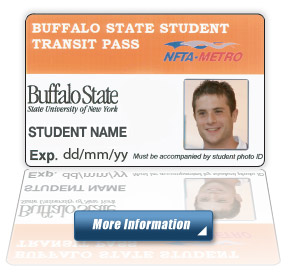 BUFFALO STATE STUDENT
TRANSIT PASS
NFTA-METRO
Buffalo State
State University of New York
STUDENT NAME
Exp. dd/mm/yy
Must be accompanied by student photo ID
More Information